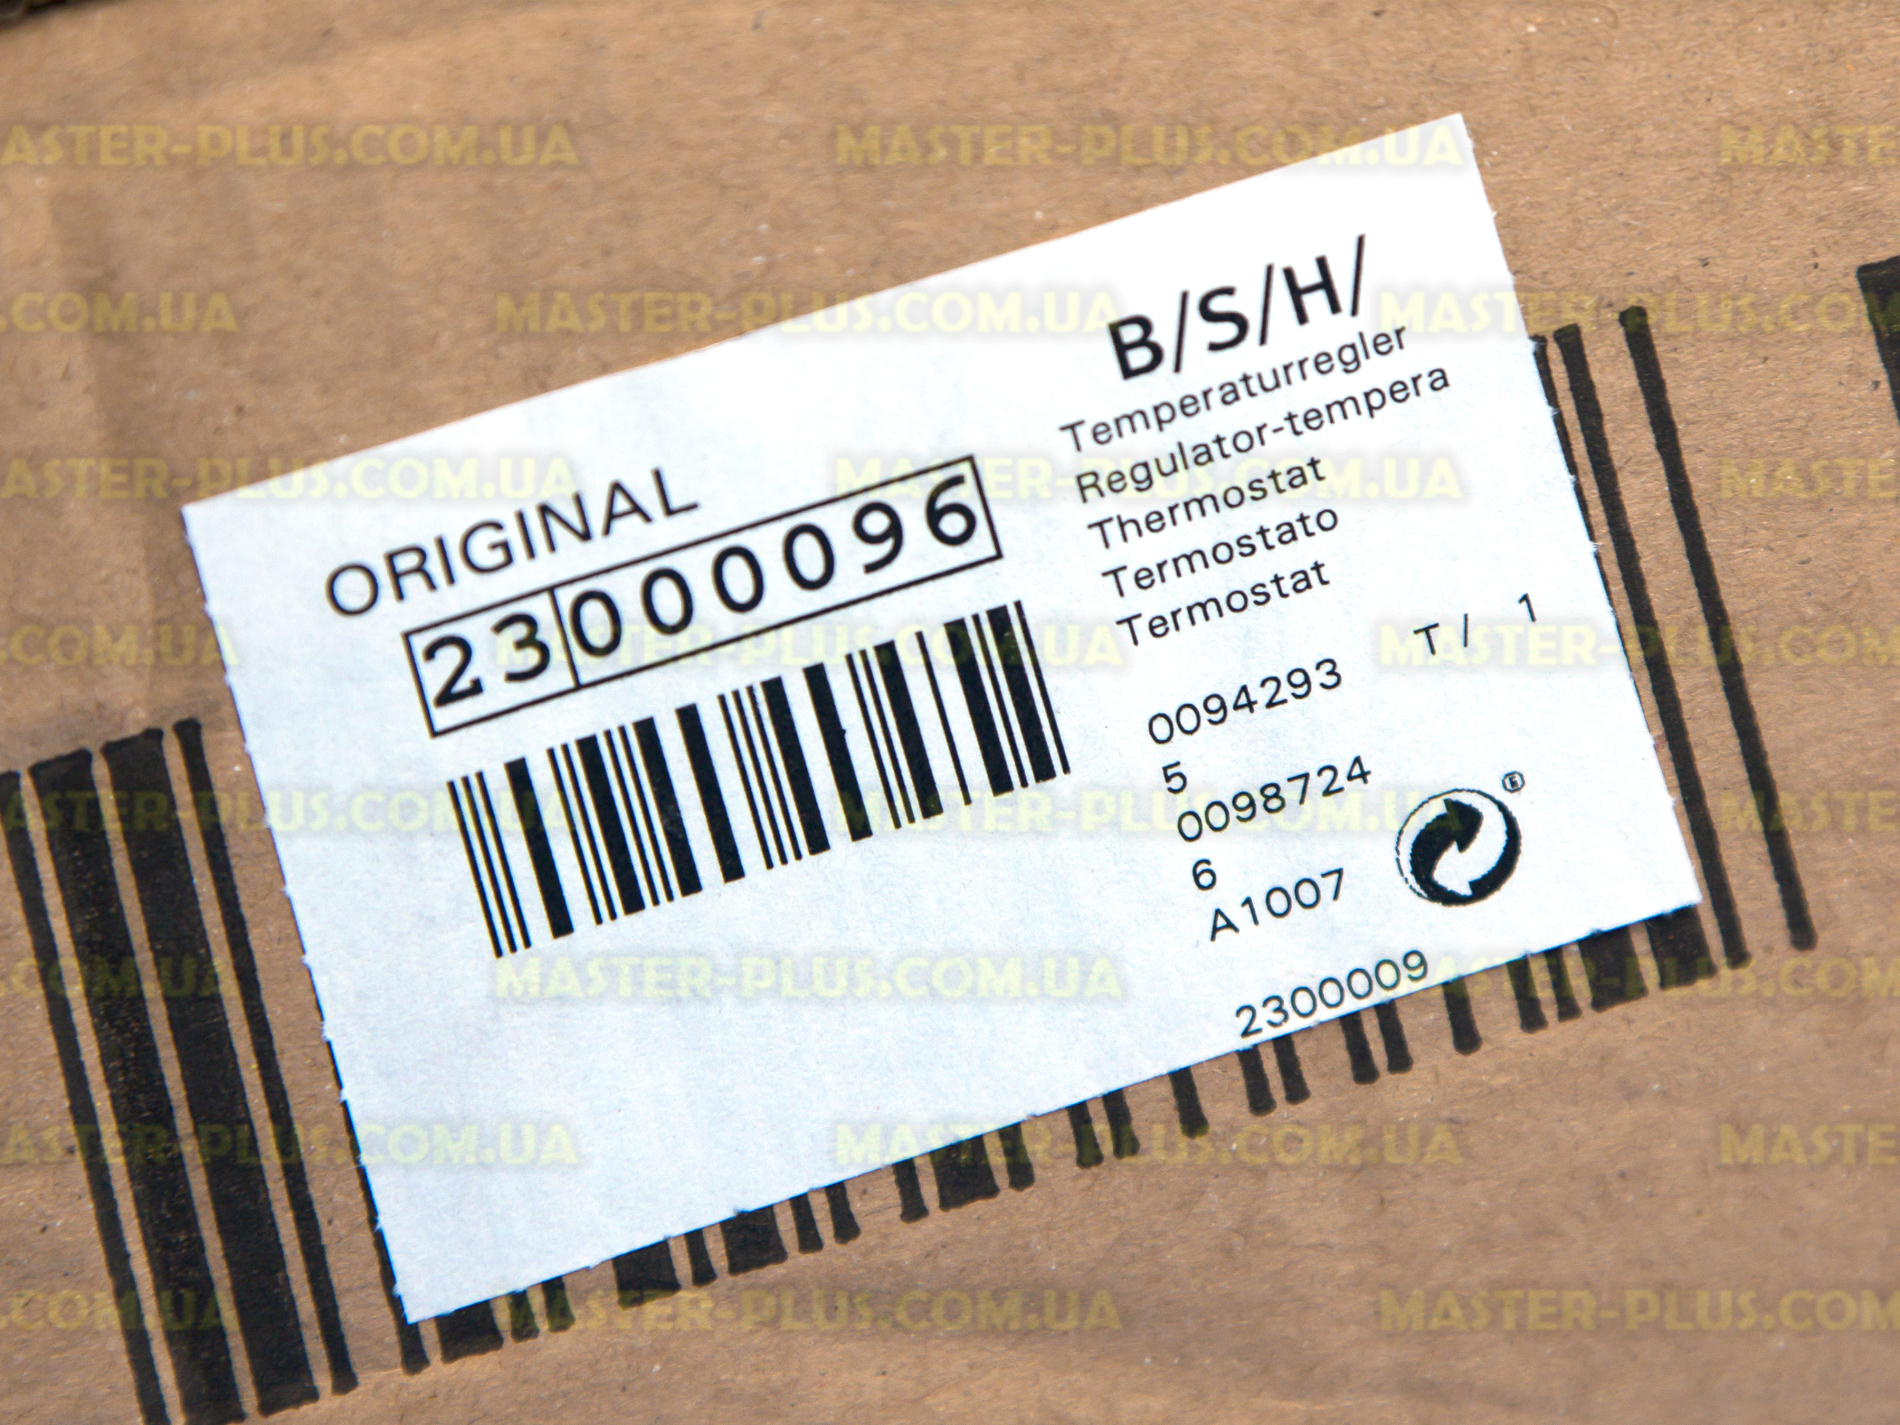 ORIGINAL
23000096
B/S/H/
Temperaturregler
Regulator-tempera
Thermostat
Termostato
Termostat
T / 1
0094293
5
0098724
6
A1007
2300009
MASTER-PLUS.COM.UA